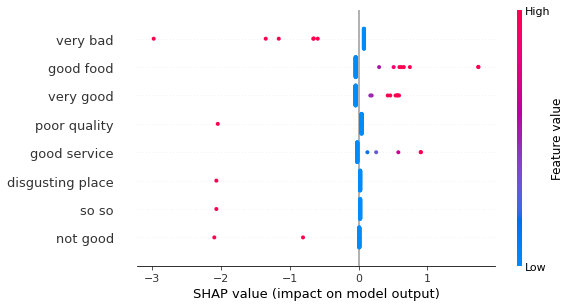 very bad
good food
very good
poor quality
good service
disgusting place
so so
not good
−3 −2 −1 0 1
SHAP value (impact on model output)
High
Feature value
Low